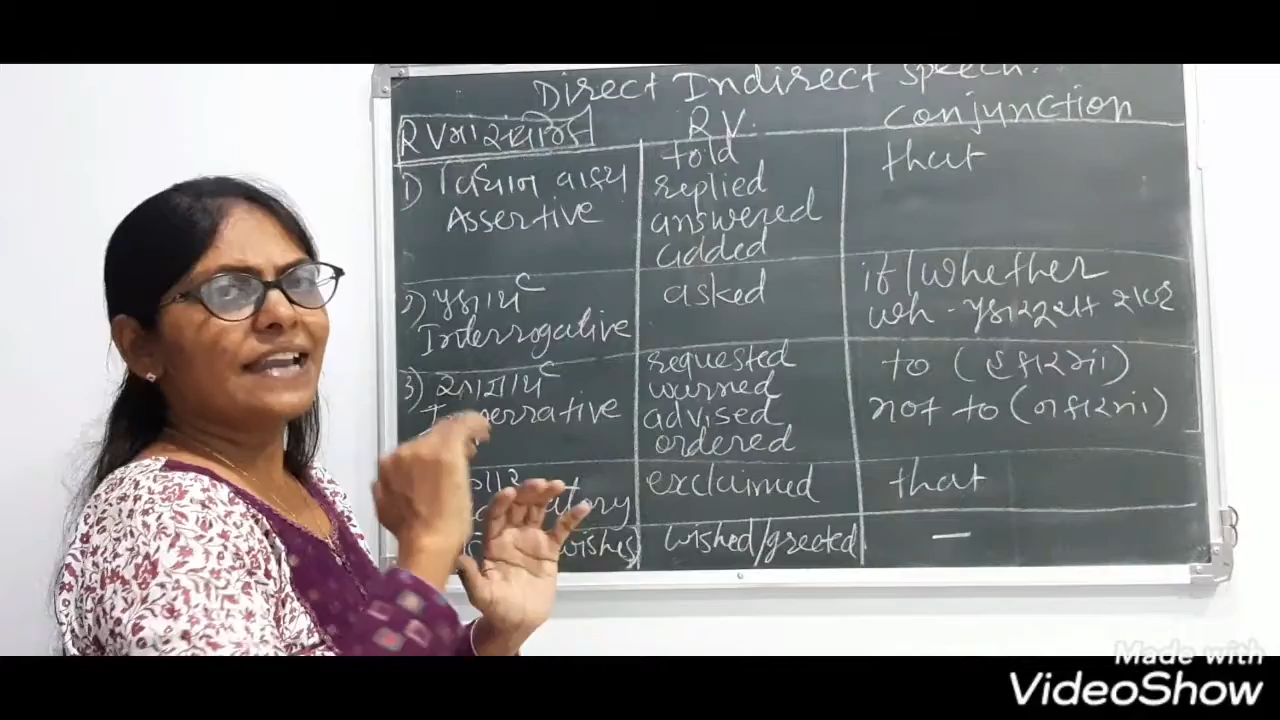 Direct Indirect Speech.
RV R.V. conjunction
1) વિધાન વાક્ય told that
Assertive replied
answered
added
2) પ્રશ્નાર્થ asked if/whether
Interrogative wh - પ્રશ્નસૂચક શબ્દ
3) આજ્ઞાર્થ requested to (હકારમાં)
warned not to (નકારમાં)
advised
ordered
exclaimed that
wishes wished/greeted —
Made with
VideoShow